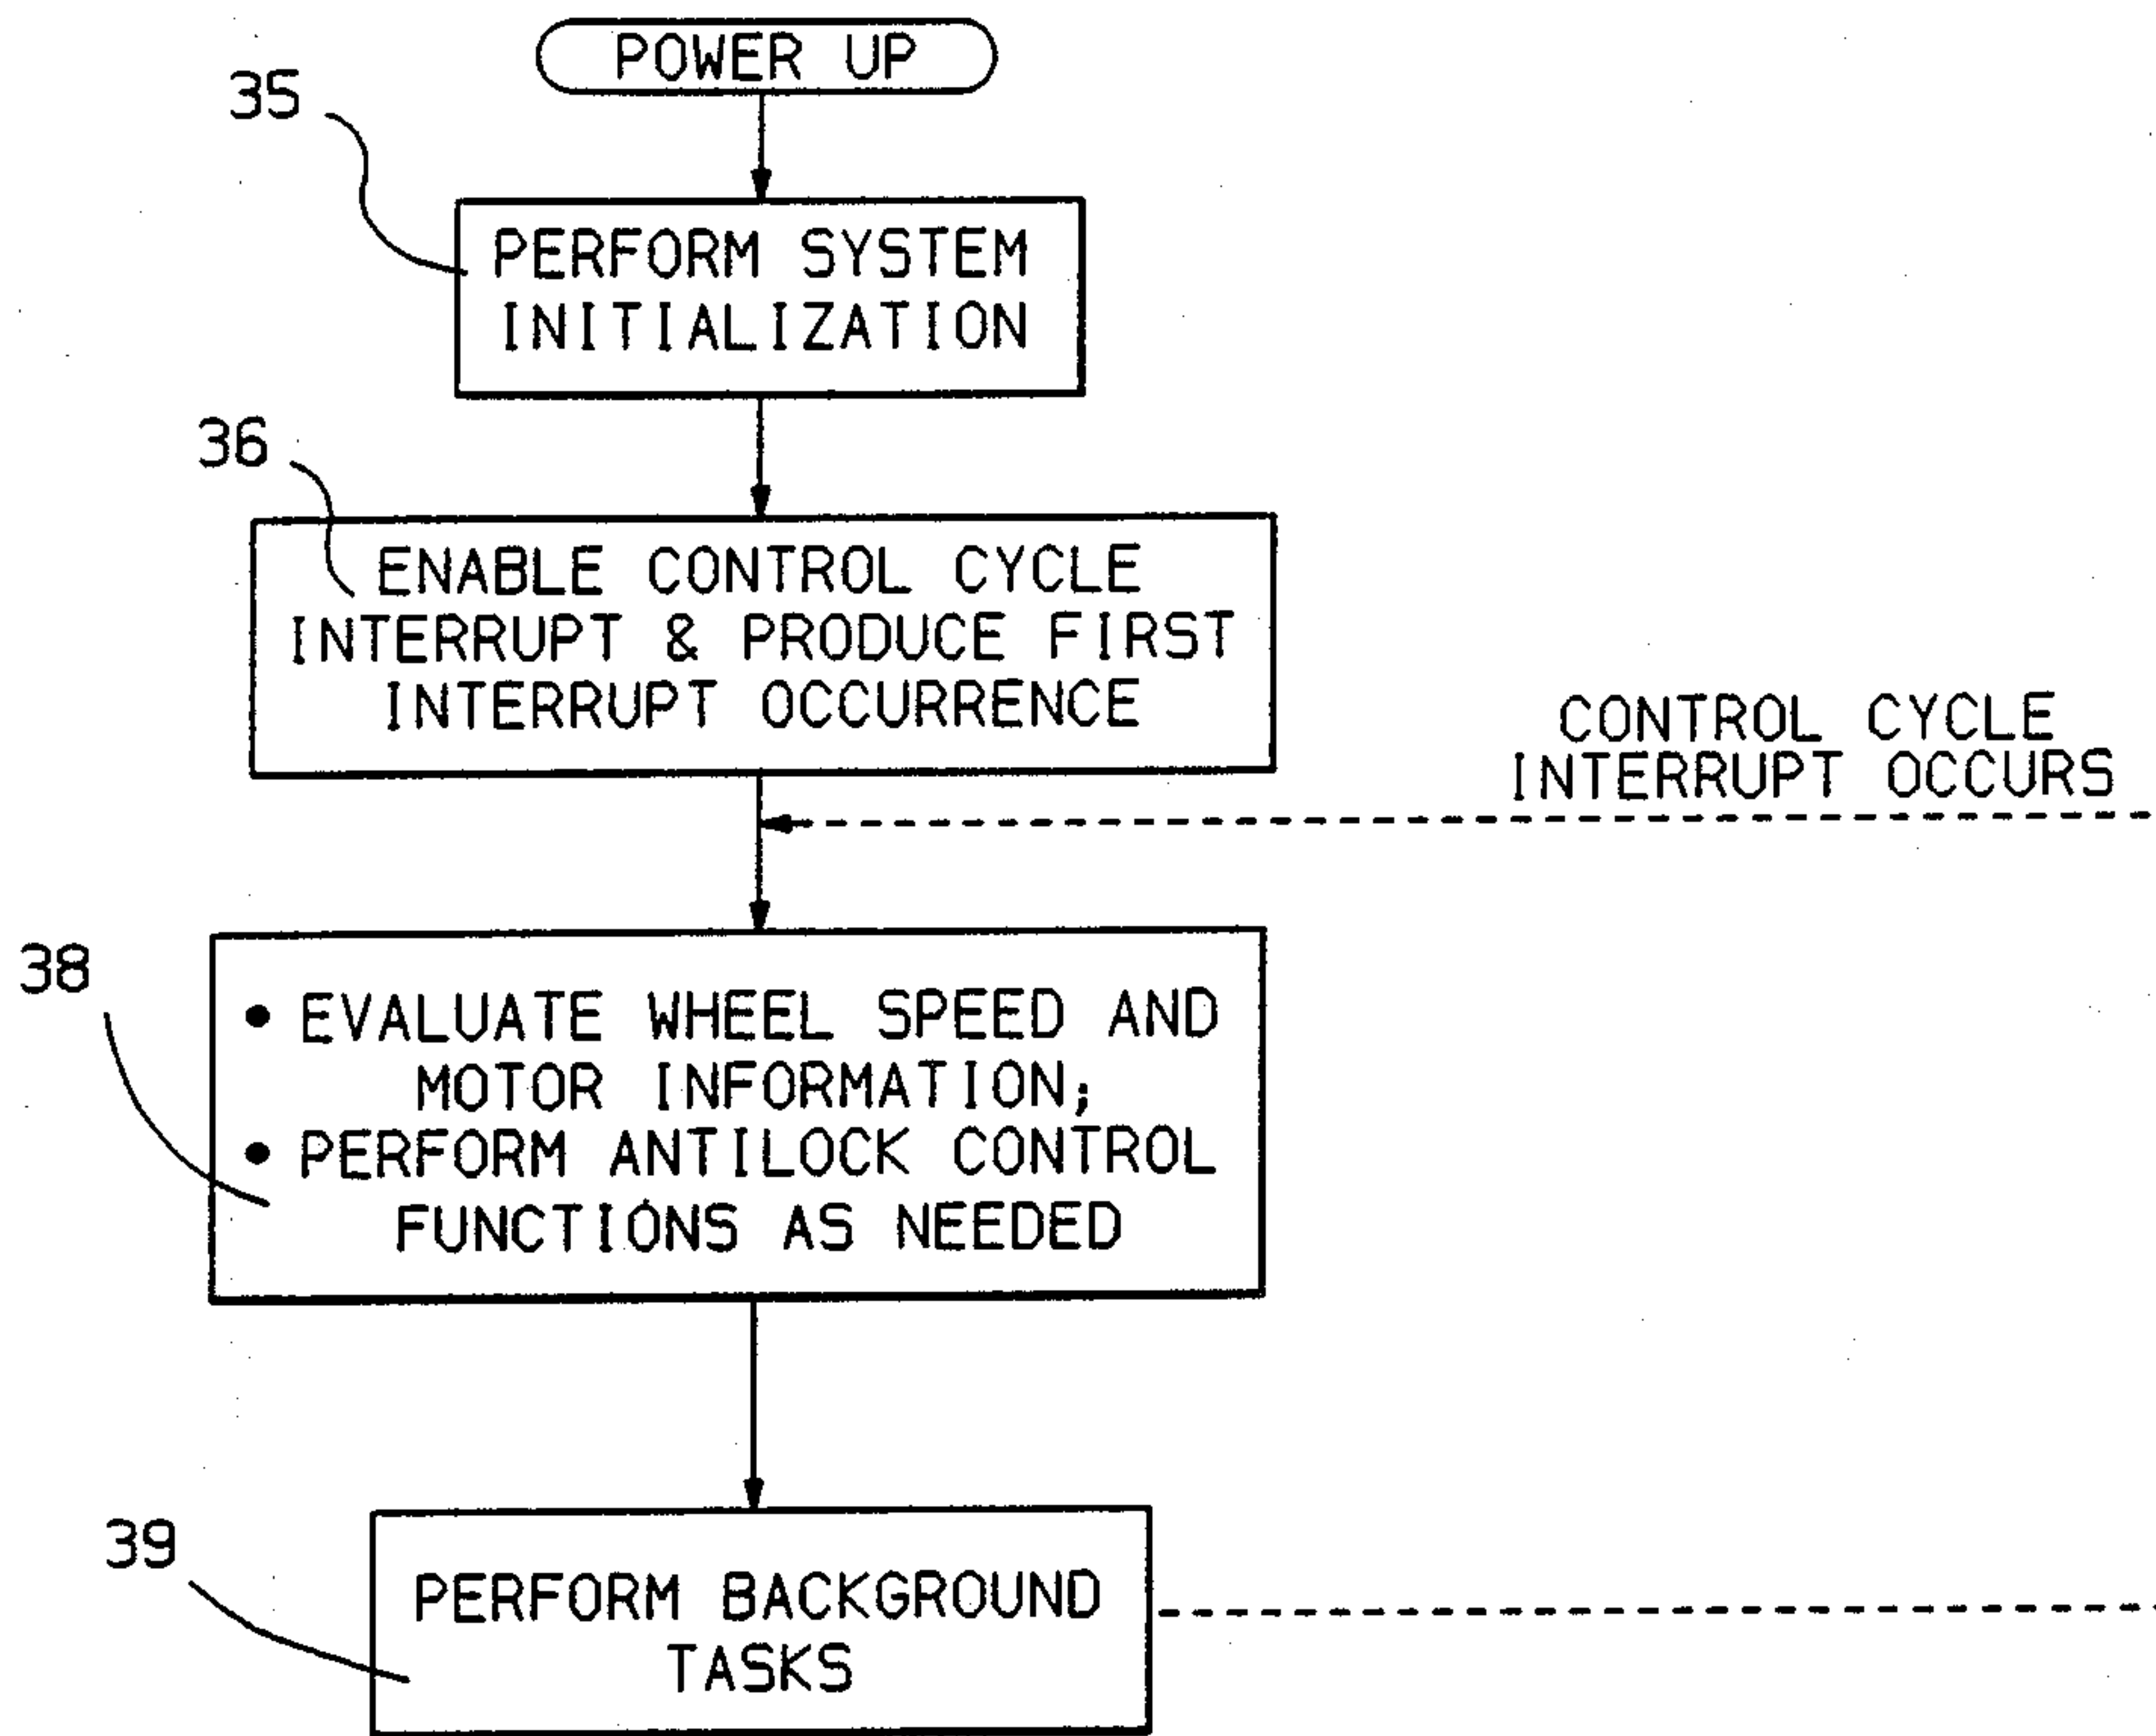 POWER UP
35
PERFORM SYSTEM
INITIALIZATION
36
ENABLE CONTROL CYCLE
INTERRUPT & PRODUCE FIRST
INTERRUPT OCCURRENCE
CONTROL CYCLE
INTERRUPT OCCURS
38
• EVALUATE WHEEL SPEED AND
MOTOR INFORMATION;
• PERFORM ANTILOCK CONTROL
FUNCTIONS AS NEEDED
39
PERFORM BACKGROUND
TASKS